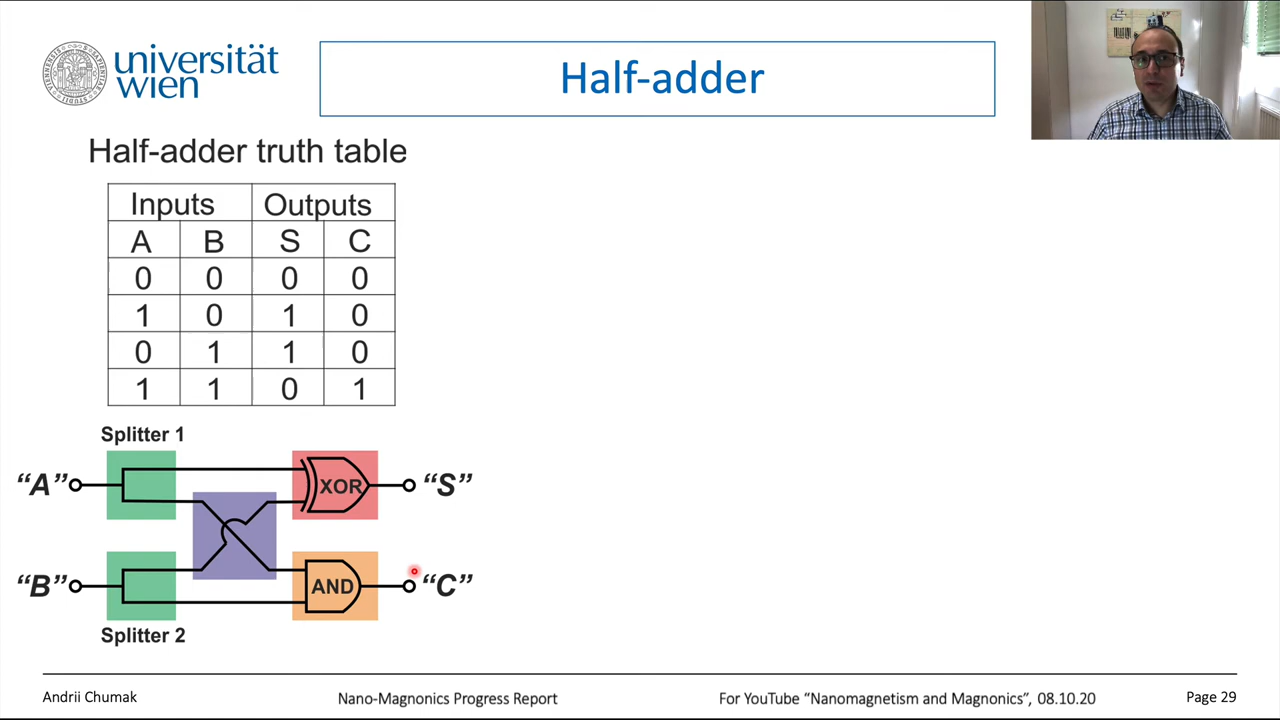 universität
wien
Half-adder
Half-adder truth table
Inputs Outputs
A B S C
0 0 0 0
1 0 1 0
0 1 1 0
1 1 0 1
Splitter 1
“A” XOR “S”
“B” AND “C”
Splitter 2
Andrii Chumak Nano-Magnonics Progress Report For YouTube “Nanomagnetism and Magnonics”, 08.10.20 Page 29